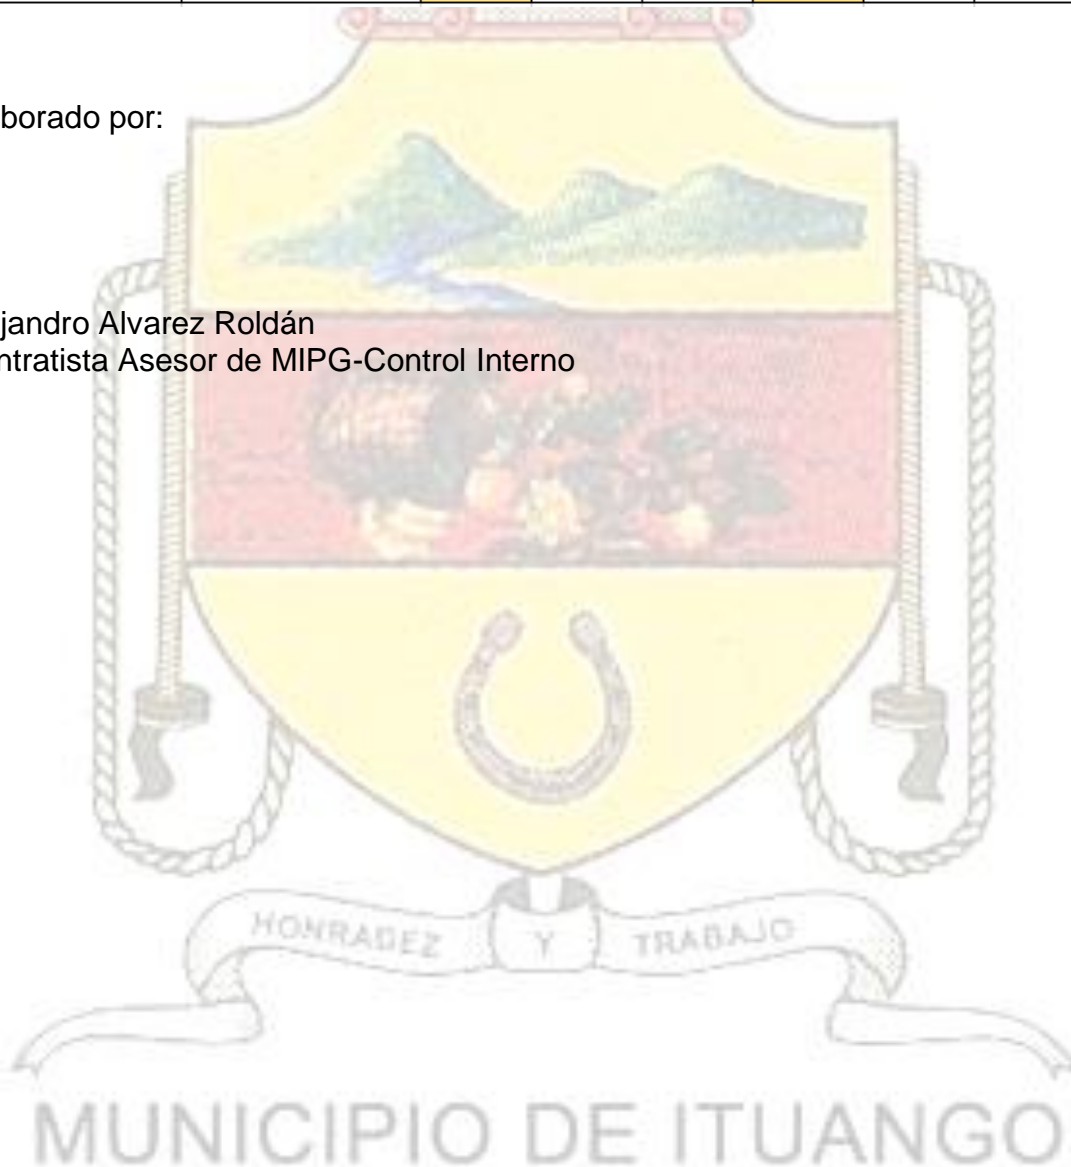 borado por:
jandro Alvarez Roldán
ntratista Asesor de MIPG-Control Interno
HONRADEZ Y TRABAJO
MUNICIPIO DE ITUANGO